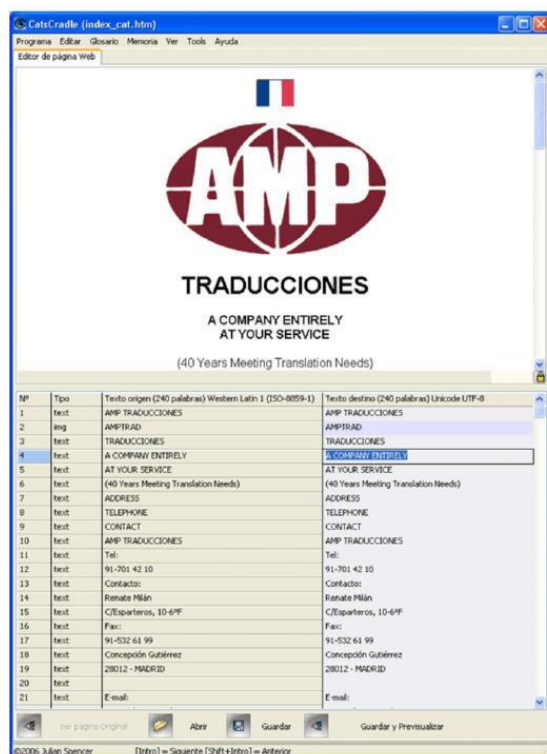 CatsCradle (index_cat.htm)
Programa Editar Glosario Memoria Ver Tools Ayuda
Editor de página Web
AMP
TRADUCCIONES
A COMPANY ENTIRELY
AT YOUR SERVICE
(40 Years Meeting Translation Needs)
Nº Tipo Texto origen (240 palabras) Western Latin 1 (ISO-8859-1) Texto destino (240 palabras) Unicode UTF-8
1 text AMP TRADUCCIONES AMP TRADUCCIONES
2 img AMPTRAD AMPTRAD
3 text TRADUCCIONES TRADUCCIONES
4 text A COMPANY ENTIRELY A COMPANY ENTIRELY
5 text AT YOUR SERVICE AT YOUR SERVICE
6 text (40 Years Meeting Translation Needs) (40 Years Meeting Translation Needs)
7 text ADDRESS ADDRESS
8 text TELEPHONE TELEPHONE
9 text CONTACT CONTACT
10 text AMP TRADUCCIONES AMP TRADUCCIONES
11 text Tel: Tel:
12 text 91-701 42 10 91-701 42 10
13 text Contacto: Contacto:
14 text Renate Milán Renate Milán
15 text C/Esparteros, 10-6ºF C/Esparteros, 10-6ºF
16 text Fax: Fax:
17 text 91-532 61 99 91-532 61 99
18 text Concepción Gutiérrez Concepción Gutiérrez
19 text 28012 - MADRID 28012 - MADRID
20 text
21 text E-mail: E-mail:
Ver página Original Abrir Guardar Guardar y Previsualizar
©2006 Julian Spencer [Intro] = Siguiente [Shift+Intro] = Anterior